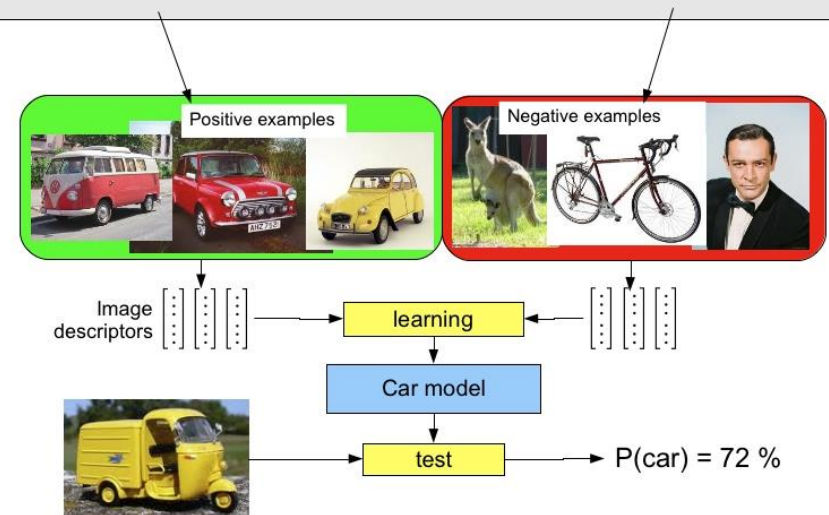 Positive examples
Negative examples
Image
descriptors
learning
Car model
test
P(car) = 72 %